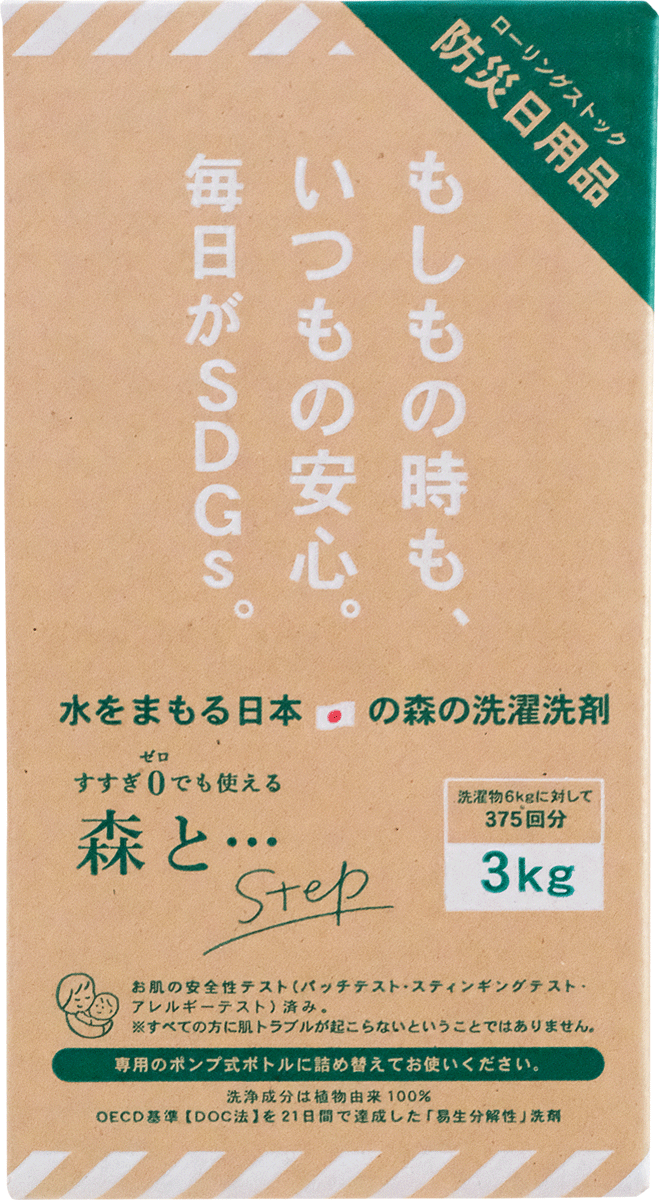 ローリングストック
防災日用品
もしもの時も、
いつもの安心。
毎日がSDGs。
水をまもる日本の森の洗濯洗剤
ゼロ
すすぎ0でも使える
森と…
Step
洗濯物6kgに対して
375回分
3kg
お肌の安全性テスト(パッチテスト・スティンギングテスト・
アレルギーテスト)済み。
※すべての方に肌トラブルが起こらないということではありません。
専用のポンプ式ボトルに詰め替えてお使いください。
洗浄成分は植物由来100%
OECD基準【DOC法】を21日間で達成した「易生分解性」洗剤